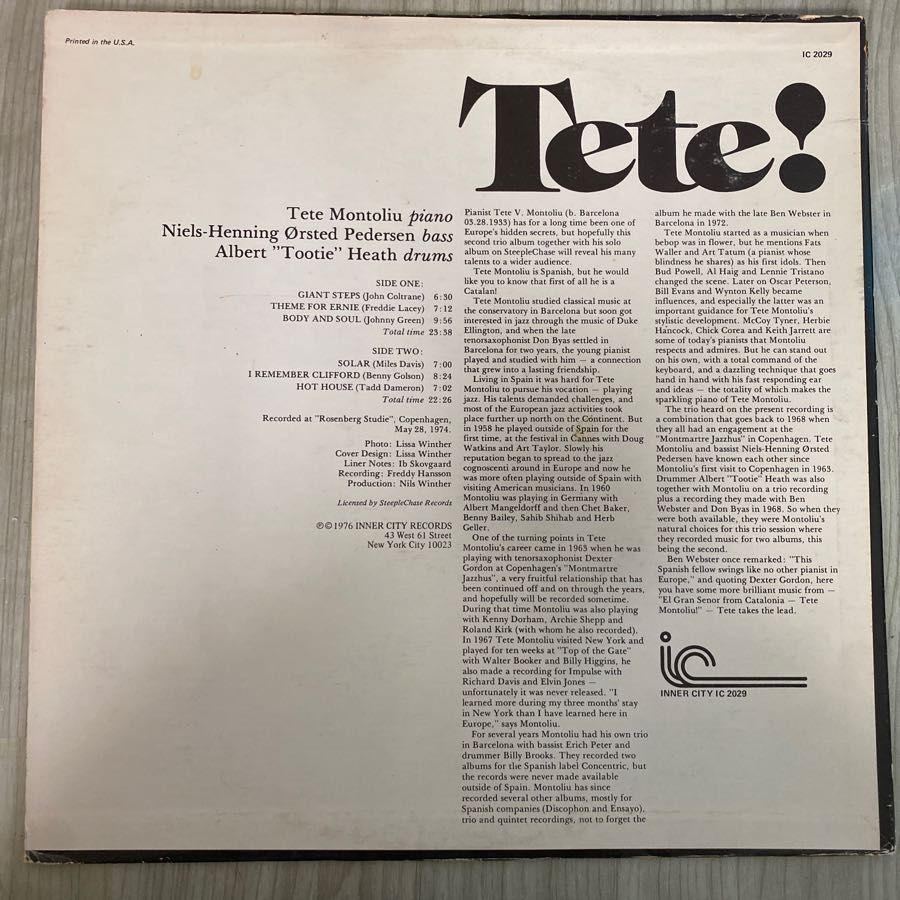 Printed in the U.S.A.
IC 2029
Tete!
Tete Montoliu piano
Niels-Henning Ørsted Pedersen bass
Albert "Tootie" Heath drums
SIDE ONE:
GIANT STEPS (John Coltrane) 6:30
THEME FOR ERNIE (Freddie Lacey) 7:12
BODY AND SOUL (Johnny Green) 9:56
Total time 23:38
SIDE TWO:
SOLAR (Miles Davis) 7:00
I REMEMBER CLIFFORD (Benny Golson) 8:24
HOT HOUSE (Tadd Dameron) 7:02
Total time 22:26
Recorded at "Rosenberg Studie", Copenhagen,
May 28, 1974.
Photo: Lissa Winther
Cover Design: Lissa Winther
Liner Notes: Ib Skovgaard
Recording: Freddy Hansson
Production: Nils Winther
Licensed by SteepleChase Records
℗© 1976 INNER CITY RECORDS
43 West 61 Street
New York City 10023
Pianist Tete V. Montoliu (b. Barcelona
03.28.1933) has for a long time been one of
Europe's hidden secrets, but hopefully this
second trio album together with his solo
album on SteepleChase will reveal his many
talents to a wider audience.
Tete Montoliu is Spanish, but he would
like you to know that first of all he is a
Catalan!
Tete Montoliu studied classical music at
the conservatory in Barcelona but soon got
interested in jazz through the music of Duke
Ellington, and when the late
tenorsaxophonist Don Byas settled in
Barcelona for two years, the young pianist
played and studied with him — a connection
that grew into a lasting friendship.
Living in Spain it was hard for Tete
Montoliu to pursue his vocation — playing
jazz. His talents demanded challenges, and
most of the European jazz activities took
place further up north on the Continent. But
in 1958 he played outside of Spain for the
first time, at the festival in Cannes with Doug
Watkins and Art Taylor. Slowly his
reputation began to spread to the jazz
cognoscenti around in Europe and now he
was more often playing outside of Spain with
visiting American musicians. In 1960
Montoliu was playing in Germany with
Albert Mangeldorff and then Chet Baker,
Benny Bailey, Sahib Shihab and Herb
Geller.
One of the turning points in Tete
Montoliu's career came in 1963 when he was
playing with tenorsaxophonist Dexter
Gordon at Copenhagen's "Montmartre
Jazzhus", a very fruitful relationship that has
been continued off and on through the years,
and hopefully will be recorded sometime.
During that time Montoliu was also playing
with Kenny Dorham, Archie Shepp and
Roland Kirk (with whom he also recorded).
In 1967 Tete Montoliu visited New York and
played for ten weeks at "Top of the Gate"
with Walter Booker and Billy Higgins, he
also made a recording for Impulse with
Richard Davis and Elvin Jones —
unfortunately it was never released. "I
learned more during my three months' stay
in New York than I have learned here in
Europe," says Montoliu.
For several years Montoliu had his own trio
in Barcelona with bassist Erich Peter and
drummer Billy Brooks. They recorded two
albums for the Spanish label Concentric, but
the records were never made available
outside of Spain. Montoliu has since
recorded several other albums, mostly for
Spanish companies (Discophon and Ensayo),
trio and quintet recordings, not to forget the
album he made with the late Ben Webster in
Barcelona in 1972.
Tete Montoliu started as a musician when
bebop was in flower, but he mentions Fats
Waller and Art Tatum (a pianist whose
blindness he shares) as his first idols. Then
Bud Powell, Al Haig and Lennie Tristano
changed the scene. Later on Oscar Peterson,
Bill Evans and Wynton Kelly became
influences, and especially the latter was an
important guidance for Tete Montoliu's
stylistic development. McCoy Tyner, Herbie
Hancock, Chick Corea and Keith Jarrett are
some of today's pianists that Montoliu
respects and admires. But he can stand out
on his own, with a total command of the
keyboard, and a dazzling technique that goes
hand in hand with his fast responding ear
and ideas — the totality of which makes the
sparkling piano of Tete Montoliu.
The trio heard on the present recording is
a combination that goes back to 1968 when
they all had an engagement at the
"Montmartre Jazzhus" in Copenhagen. Tete
Montoliu and bassist Niels-Henning Ørsted
Pedersen have known each other since
Montoliu's first visit to Copenhagen in 1963.
Drummer Albert "Tootie" Heath was also
together with Montoliu on a trio recording
plus a recording they made with Ben
Webster and Don Byas in 1968. So when they
were both available, they were Montoliu's
natural choices for this trio session where
they recorded music for two albums, this
being the second.
Ben Webster once remarked: "This
Spanish fellow swings like no other pianist in
Europe," and quoting Dexter Gordon, here
you have some more brilliant music from —
"El Gran Senor from Catalonia — Tete
Montoliu!" — Tete takes the lead.
ic
INNER CITY IC 2029